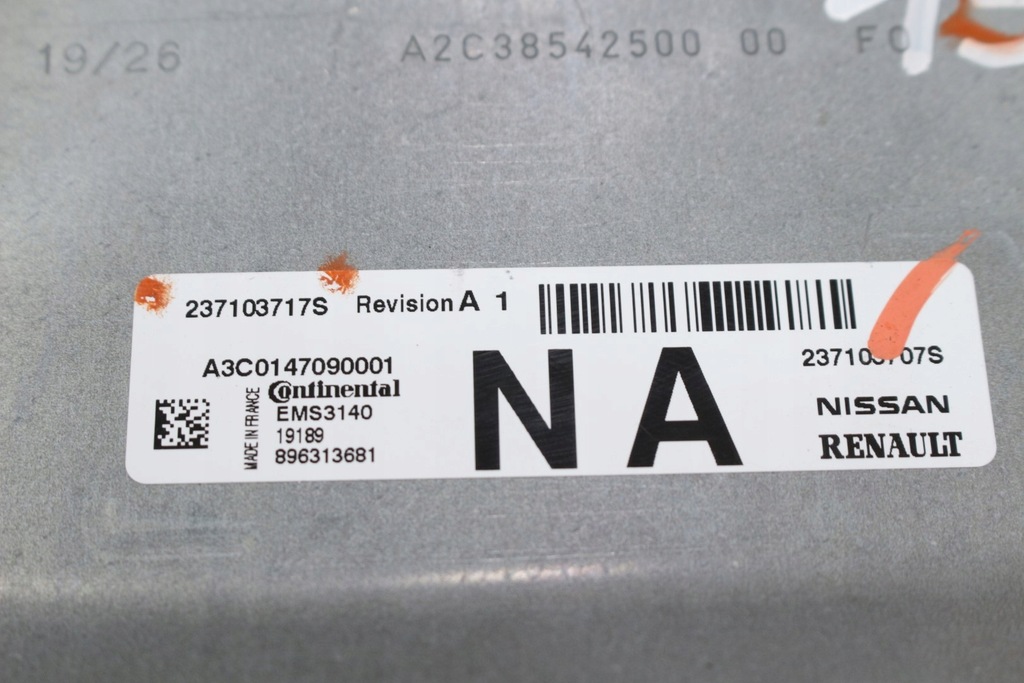 19/26 A2C38542500 00
237103717S Revision A 1
A3C0147090001
Continental
MADE IN FRANCE
EMS3140
19189
896313681
NA
NISSAN
RENAULT